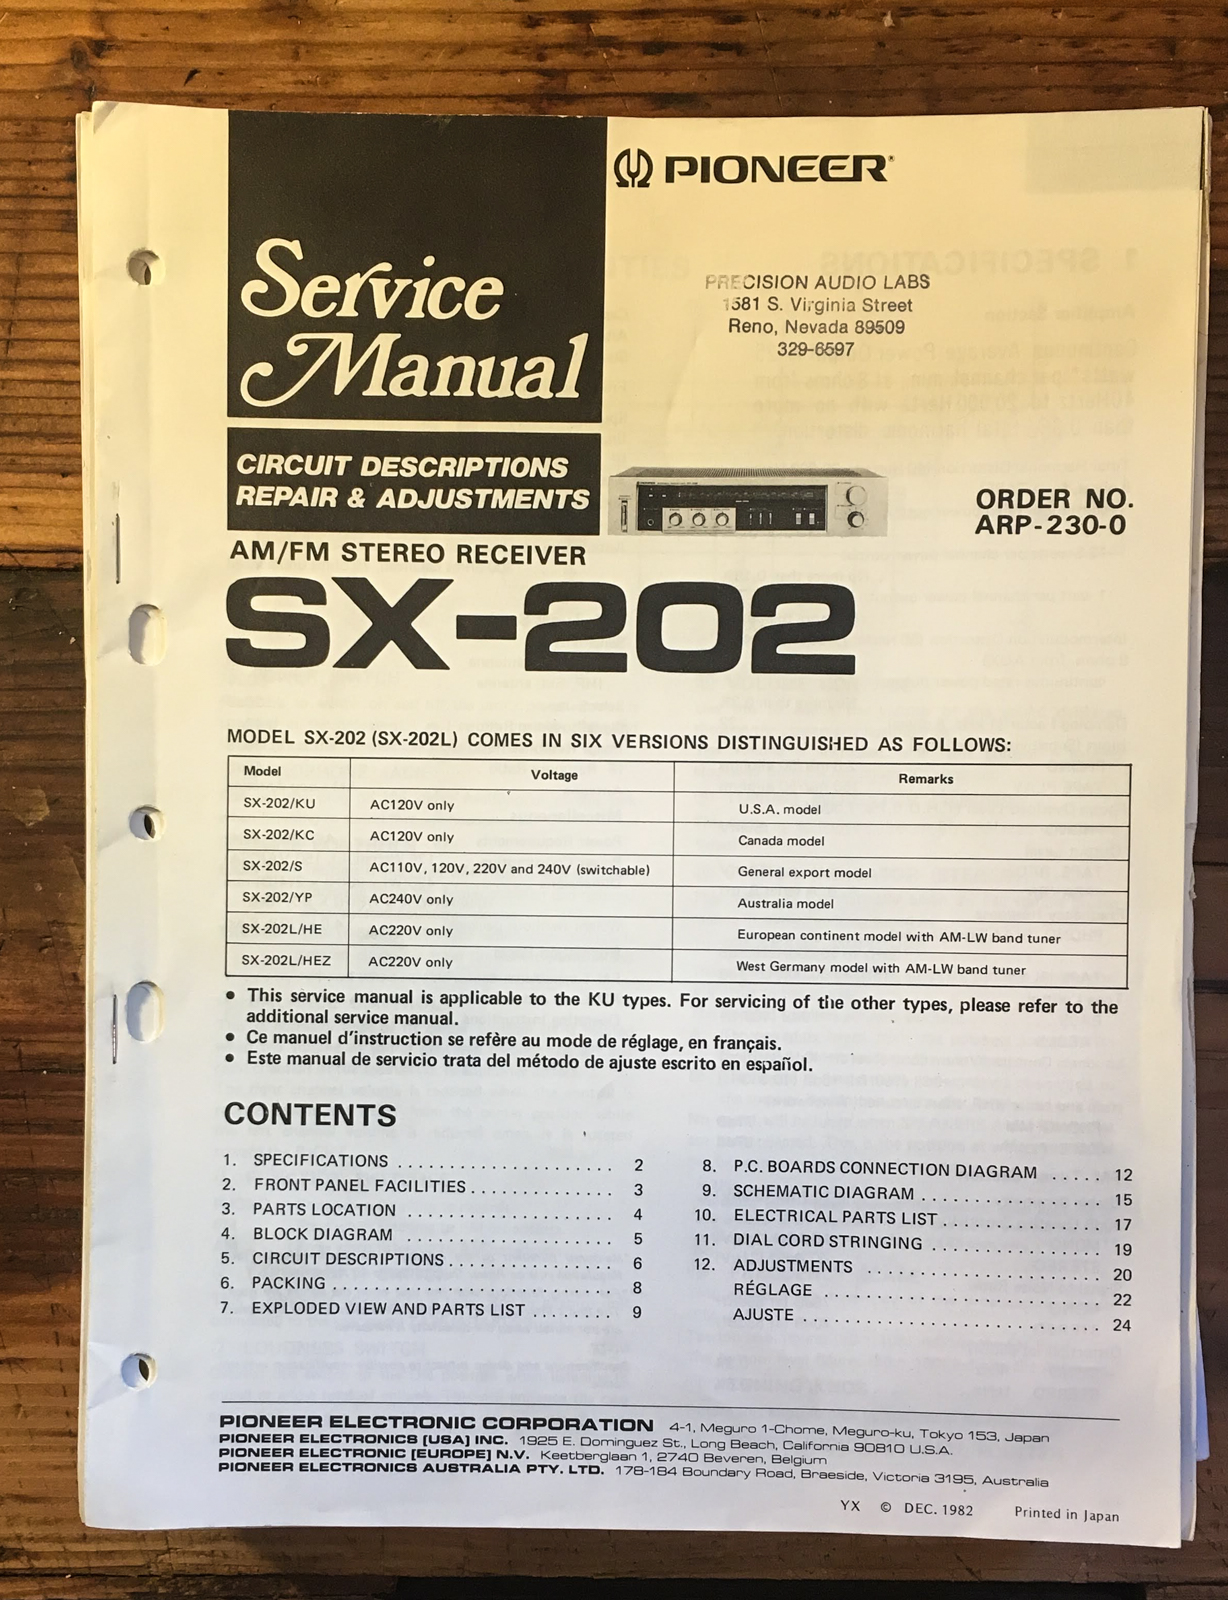 Service
Manual
PIONEER®
PRECISION AUDIO LABS
1581 S. Virginia Street
Reno, Nevada 89509
329-6597
CIRCUIT DESCRIPTIONS
REPAIR & ADJUSTMENTS
ORDER NO.
ARP-230-0
AM/FM STEREO RECEIVER
SX-202
MODEL SX-202 (SX-202L) COMES IN SIX VERSIONS DISTINGUISHED AS FOLLOWS:
Model Voltage Remarks
SX-202/KU AC120V only U.S.A. model
SX-202/KC AC120V only Canada model
SX-202/S AC110V, 120V, 220V and 240V (switchable) General export model
SX-202/YP AC240V only Australia model
SX-202L/HE AC220V only European continent model with AM-LW band tuner
SX-202L/HEZ AC220V only West Germany model with AM-LW band tuner
• This service manual is applicable to the KU types. For servicing of the other types, please refer to the
additional service manual.
• Ce manuel d'instruction se refère au mode de réglage, en français.
• Este manual de servicio trata del método de ajuste escrito en español.
CONTENTS
1. SPECIFICATIONS ...................... 2
2. FRONT PANEL FACILITIES .............. 3
3. PARTS LOCATION ..................... 4
4. BLOCK DIAGRAM ..................... 5
5. CIRCUIT DESCRIPTIONS ................. 6
6. PACKING ............................ 8
7. EXPLODED VIEW AND PARTS LIST ........ 9
8. P.C. BOARDS CONNECTION DIAGRAM ..... 12
9. SCHEMATIC DIAGRAM .................. 15
10. ELECTRICAL PARTS LIST ................ 17
11. DIAL CORD STRINGING ................. 19
12. ADJUSTMENTS ....................... 20
RÉGLAGE ........................... 22
AJUSTE ............................. 24
PIONEER ELECTRONIC CORPORATION 4-1, Meguro 1-Chome, Meguro-ku, Tokyo 153, Japan
PIONEER ELECTRONICS [USA] INC. 1925 E. Dominguez St., Long Beach, California 90810 U.S.A.
PIONEER ELECTRONIC [EUROPE] N.V. Keetberglaan 1, 2740 Beveren, Belgium
PIONEER ELECTRONICS AUSTRALIA PTY. LTD. 178-184 Boundary Road, Braeside, Victoria 3195, Australia
YX © DEC. 1982 Printed in Japan